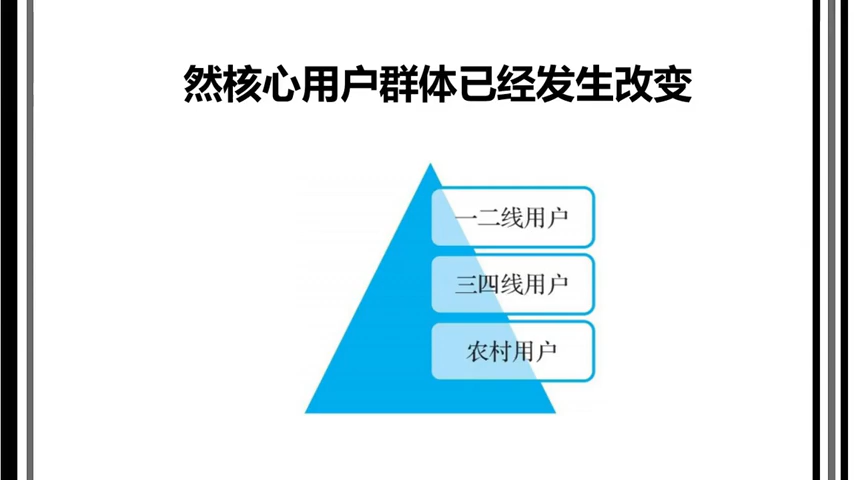 然核心用户群体已经发生改变
一二线用户
三四线用户
农村用户